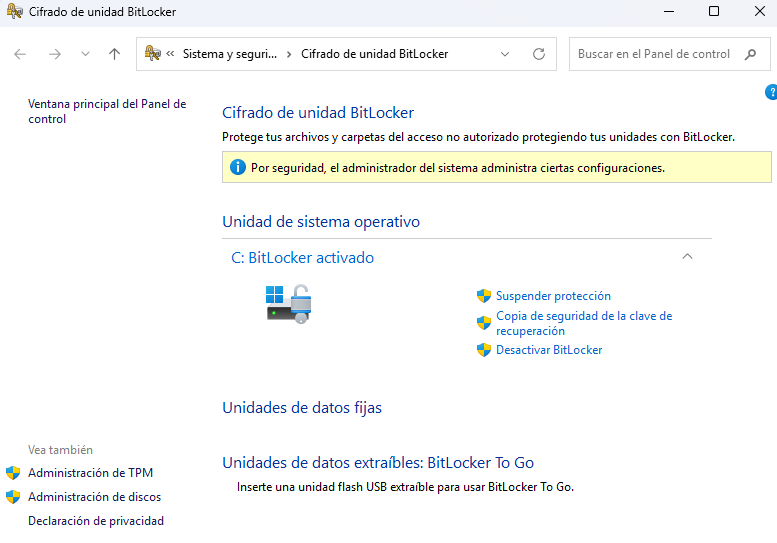 Cifrado de unidad BitLocker
« Sistema y seguri... › Cifrado de unidad BitLocker
Buscar en el Panel de control
?
Ventana principal del Panel de
control
Cifrado de unidad BitLocker
Protege tus archivos y carpetas del acceso no autorizado protegiendo tus unidades con BitLocker.
Por seguridad, el administrador del sistema administra ciertas configuraciones.
Unidad de sistema operativo
C: BitLocker activado
Suspender protección
Copia de seguridad de la clave de
recuperación
Desactivar BitLocker
Unidades de datos fijas
Unidades de datos extraíbles: BitLocker To Go
Inserte una unidad flash USB extraíble para usar BitLocker To Go.
Vea también
Administración de TPM
Administración de discos
Declaración de privacidad